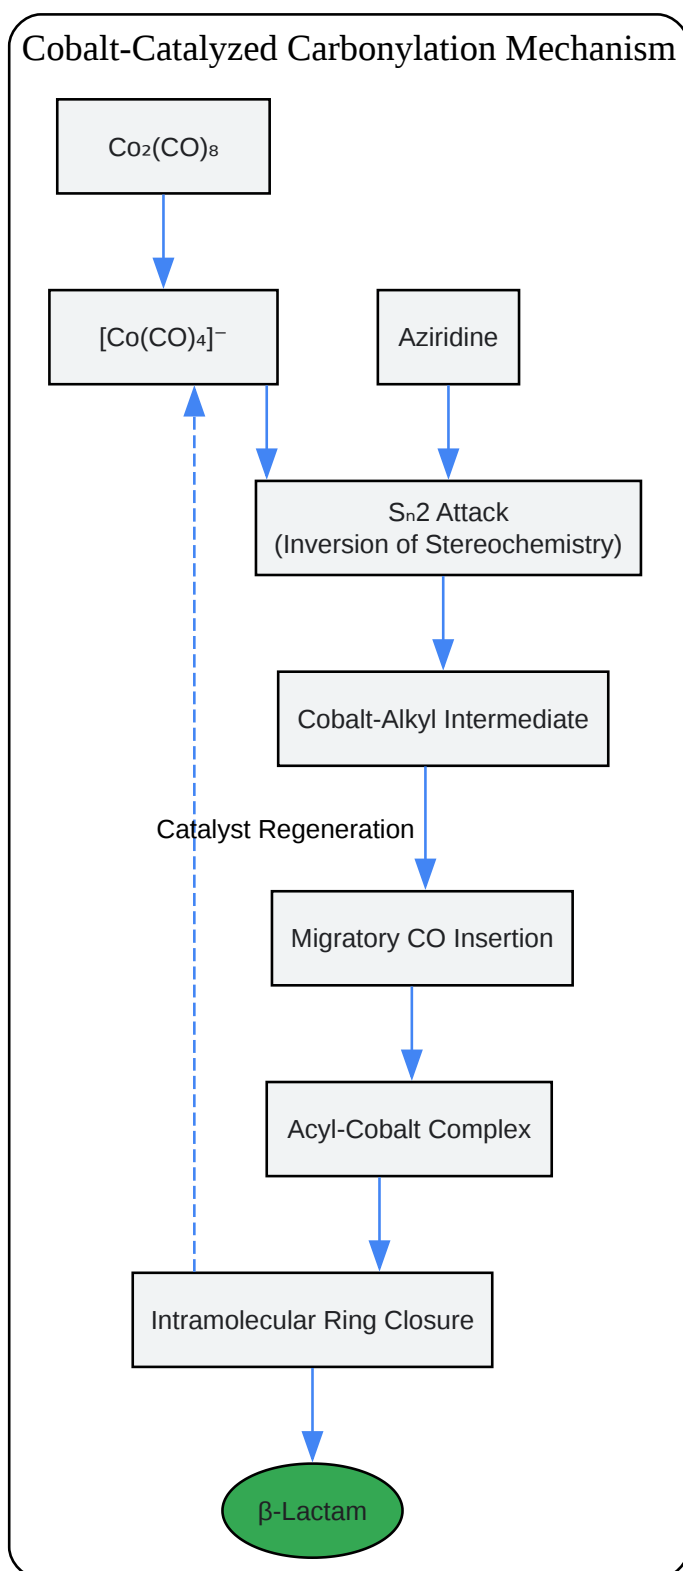 Cobalt-Catalyzed Carbonylation Mechanism
Co₂(CO)₈
[Co(CO)₄]⁻
Aziridine
Sₙ2 Attack
(Inversion of Stereochemistry)
Cobalt-Alkyl Intermediate
Catalyst Regeneration
Migratory CO Insertion
Acyl-Cobalt Complex
Intramolecular Ring Closure
β-Lactam